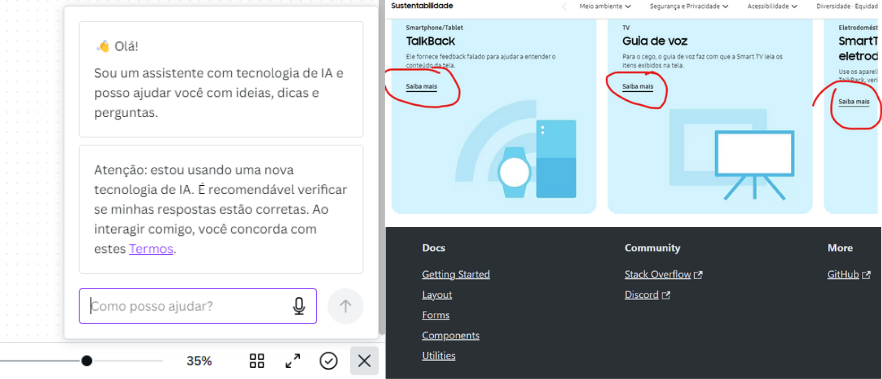 👋 Olá!
Sou um assistente com tecnologia de IA e
posso ajudar você com ideias, dicas e
perguntas.
Atenção: estou usando uma nova
tecnologia de IA. É recomendável verificar
se minhas respostas estão corretas. Ao
interagir comigo, você concorda com
estes Termos.
Como posso ajudar?
35%
Sustentabilidade
Meio ambiente
Segurança e Privacidade
Acessibilidade
Diversidade · Equidad
Smartphone/Tablet
TalkBack
Ele fornece feedback falado para ajudar a entender o
conteúdo da tela.
Saiba mais
TV
Guia de voz
Para o cego, o guia de voz faz com que a Smart TV leia os
itens exibidos na tela.
Saiba mais
Eletrodomést
SmartT
eletrod
Use os aparel
TalkBack, veri
Saiba mais
Docs
Getting Started
Layout
Forms
Components
Utilities
Community
Stack Overflow
Discord
More
GitHub